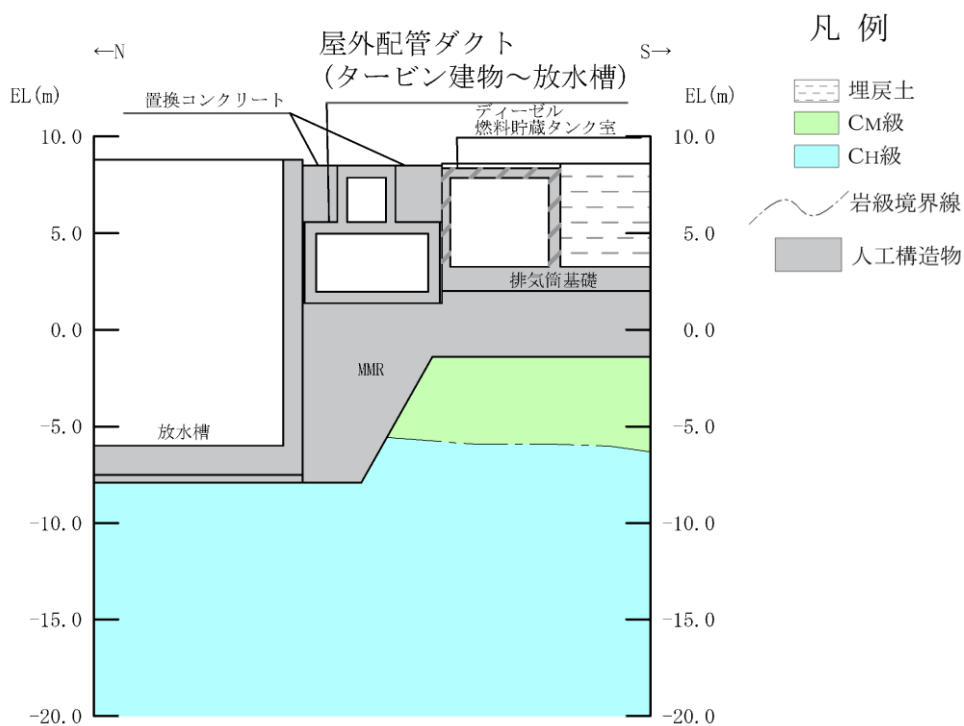 凡 例
←N
屋外配管ダクト
S→
(タービン建物～放水槽)
EL(m)
置換コンクリート
ディーゼル
燃料貯蔵タンク室
EL(m)
埋戻土
CM級
CH級
岩級境界線
人工構造物
10.0
10.0
5.0
5.0
排気筒基礎
0.0
0.0
MMR
-5.0
-5.0
放水槽
-10.0
-10.0
-15.0
-15.0
-20.0
-20.0